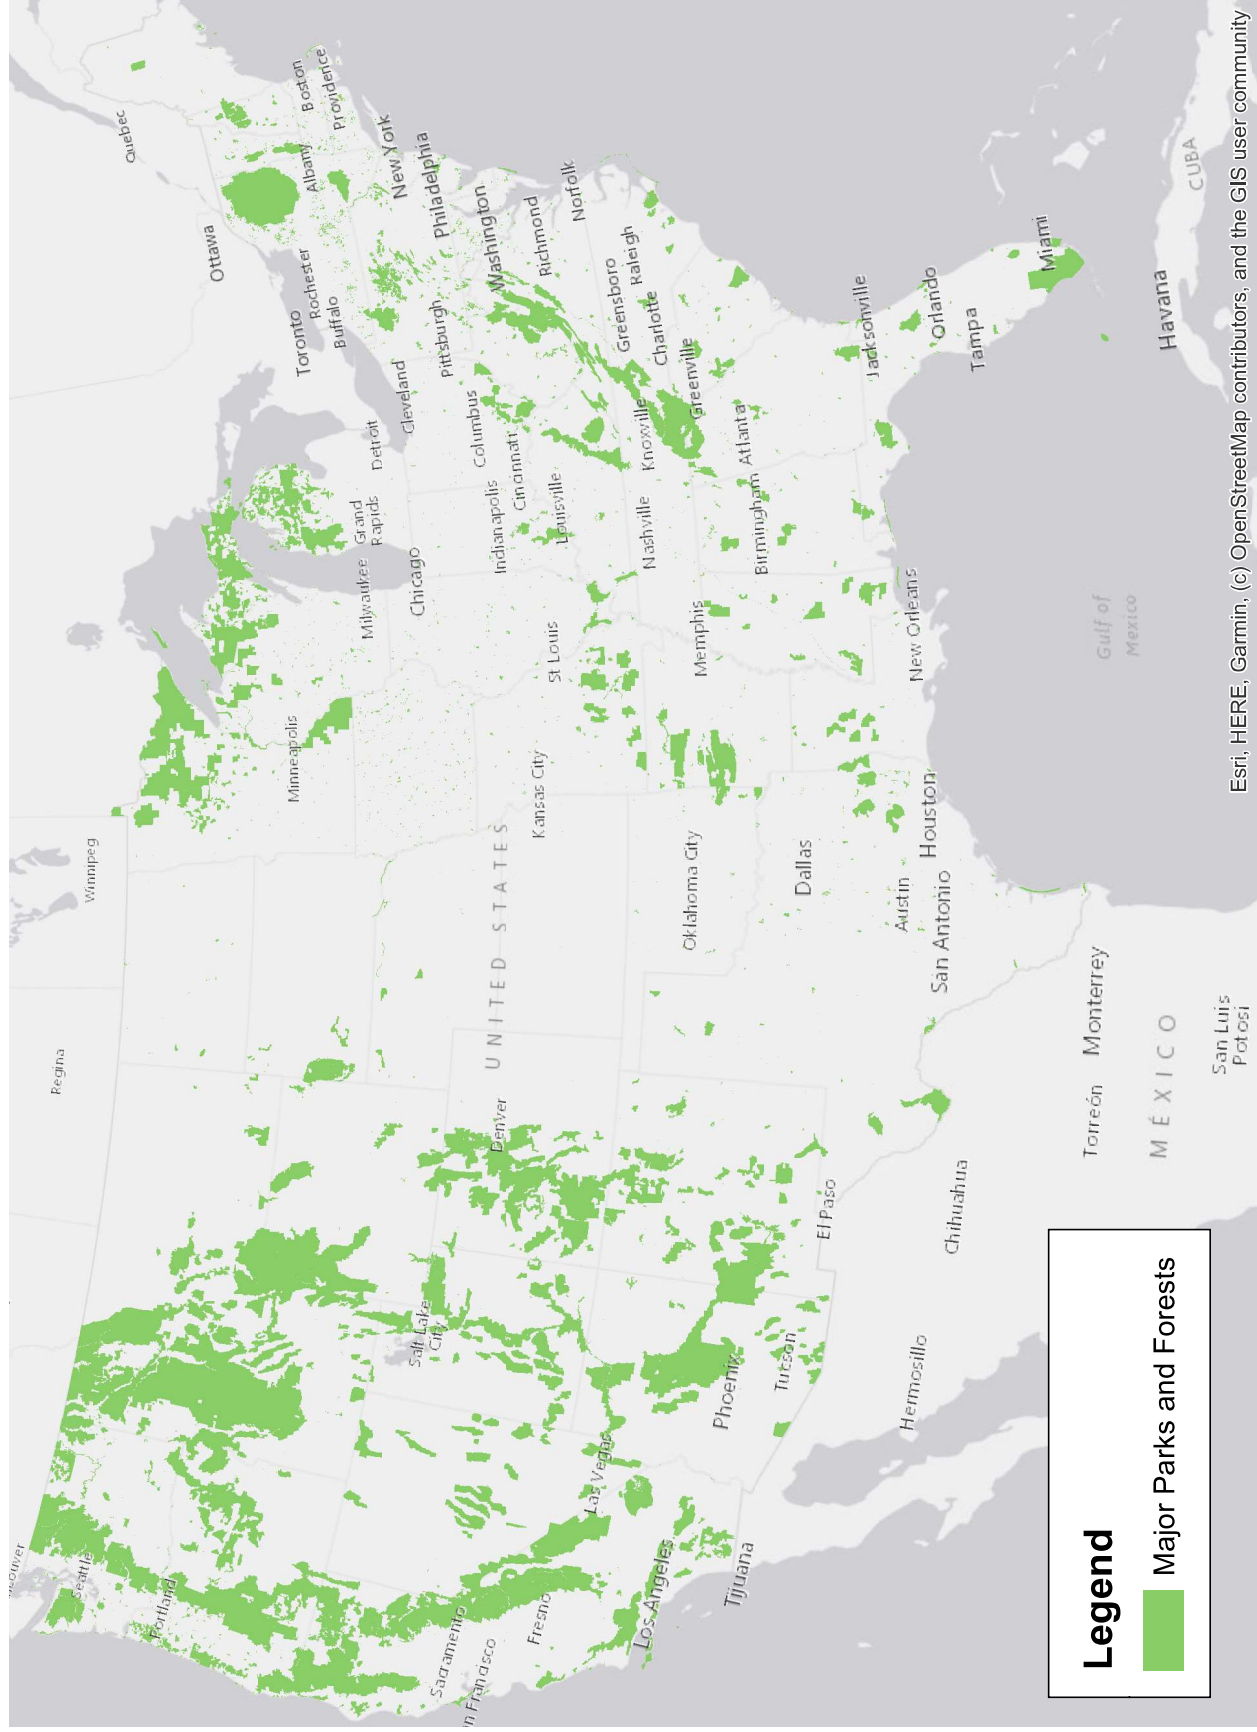 Vancouver
Seattle
Portland
Sacramento
San Francisco
Fresno
Los Angeles
Tijuana
Las Vegas
Phoenix
Tucson
Hermosillo
Salt Lake
City
El Paso
Chihuahua
Denver
Regina
Winnipeg
UNITED STATES
Oklahoma City
Dallas
Austin
San Antonio
Houston
Torreón
Monterrey
MÉXICO
San Luis
Potosí
Minneapolis
Kansas City
St Louis
Memphis
New Orleans
Gulf of
Mexico
Milwaukee
Chicago
Grand
Rapids
Detroit
Indianapolis
Cincinnati
Columbus
Louisville
Nashville
Birmingham
Atlanta
Knoxville
Greenville
Charlotte
Greensboro
Raleigh
Cleveland
Pittsburgh
Toronto
Buffalo
Rochester
Ottawa
Quebec
Albany
Boston
Providence
New York
Philadelphia
Washington
Richmond
Norfolk
Jacksonville
Orlando
Tampa
Miami
Havana
CUBA
Legend
Major Parks and Forests
Esri, HERE, Garmin, (c) OpenStreetMap contributors, and the GIS user community